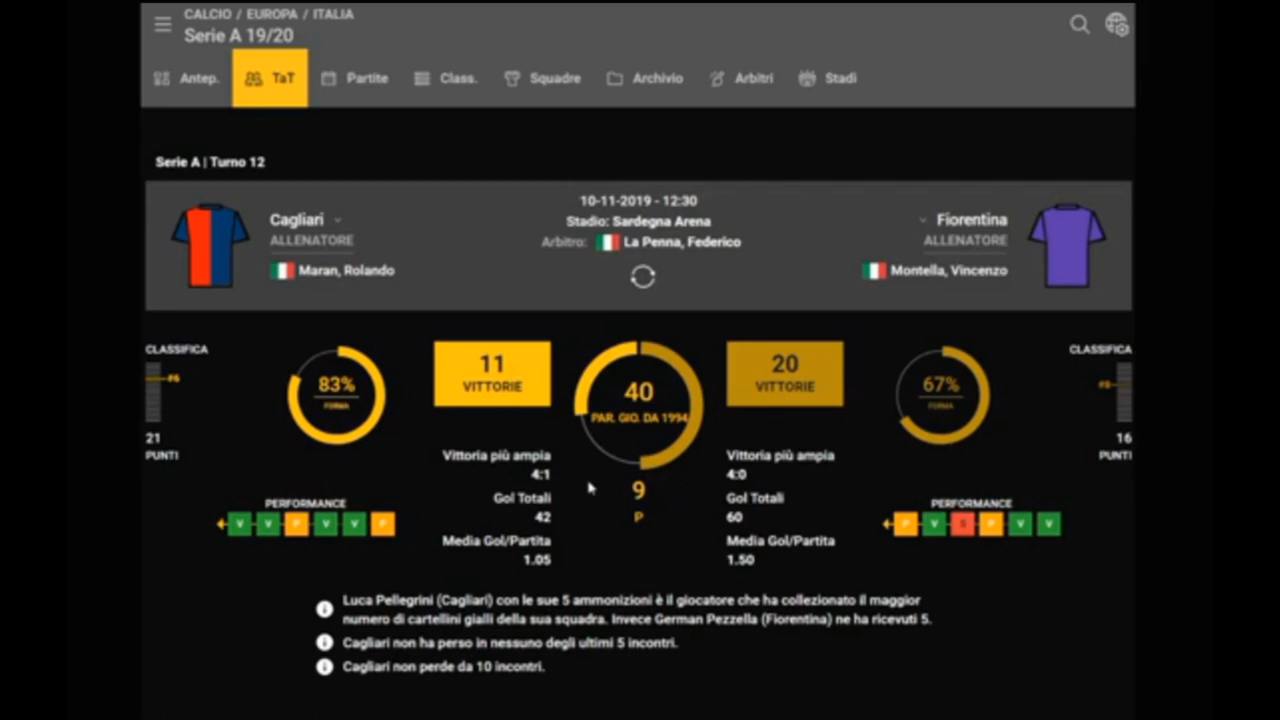 CALCIO / EUROPA / ITALIA
Serie A 19/20
Antep. TaT Partite Class. Squadre Archivio Arbitri Stadi
Serie A | Turno 12
10-11-2019 - 12:30
Cagliari
Stadio: Sardegna Arena
Fiorentina
ALLENATORE
Arbitro: La Penna, Federico
ALLENATORE
Maran, Rolando
Montella, Vincenzo
CLASSIFICA
21
PUNTI
83%
FORMA
PERFORMANCE
V V P V V P
11
VITTORIE
Vittoria più ampia
4:1
Gol Totali
42
Media Gol/Partita
1.05
40
PAR. GIO. DA 1994
9
P
20
VITTORIE
Vittoria più ampia
4:0
Gol Totali
60
Media Gol/Partita
1.50
67%
FORMA
PERFORMANCE
P V S P V V
CLASSIFICA
16
PUNTI
Luca Pellegrini (Cagliari) con le sue 5 ammonizioni è il giocatore che ha collezionato il maggior
numero di cartellini gialli della sua squadra. Invece German Pezzella (Fiorentina) ne ha ricevuti 5.
Cagliari non ha perso in nessuno degli ultimi 5 incontri.
Cagliari non perde da 10 incontri.